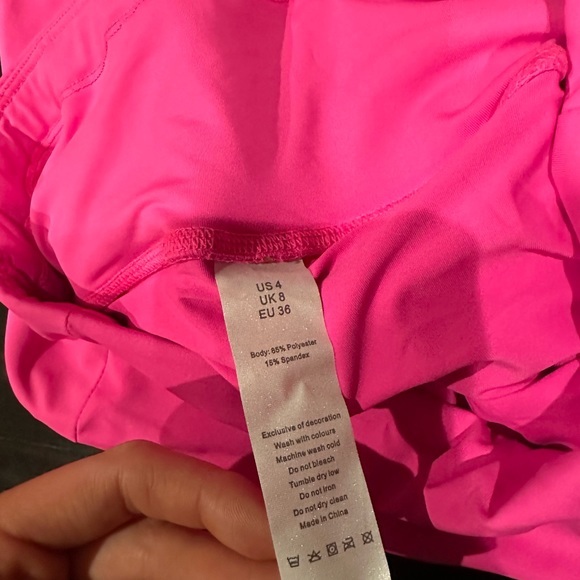 US 4
UK 8
EU 36
Body: 85% Polyester
15% Spandex
Exclusive of decoration
Wash with colours
Machine wash cold
Do not bleach
Tumble dry low
Do not iron
Do not dry clean
Made in China